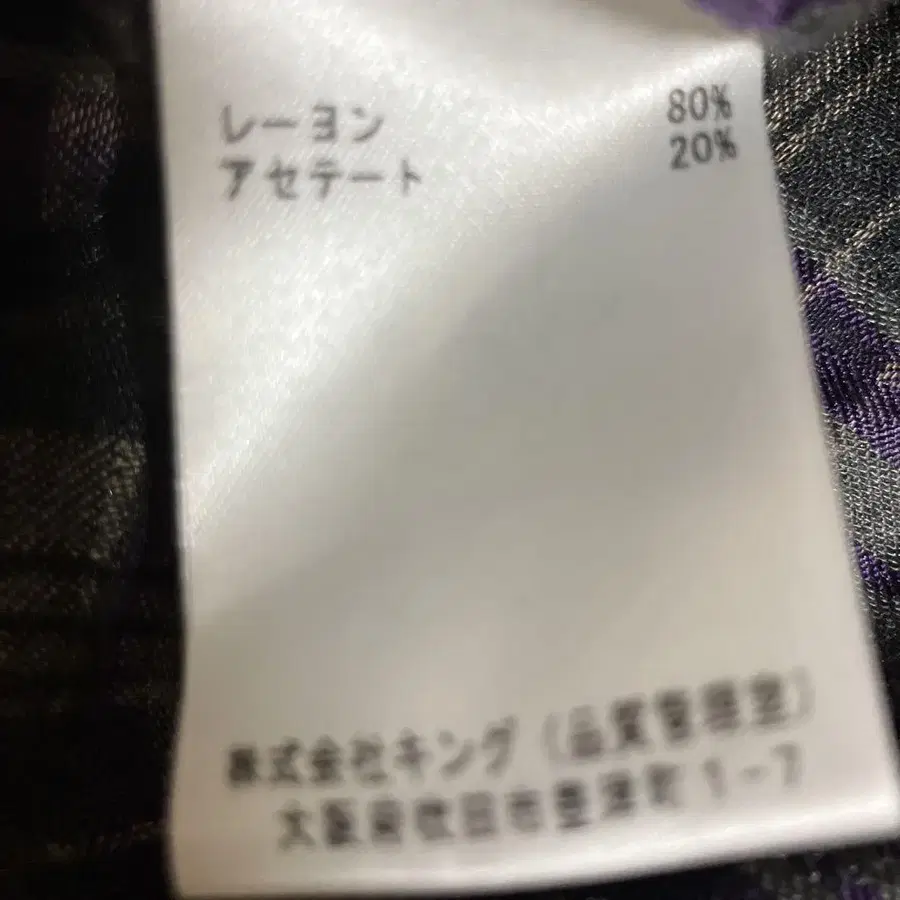 レーヨン 80%
アセテート 20%
株式会社キング (品質管理室)
大阪府吹田市豊津町1-7